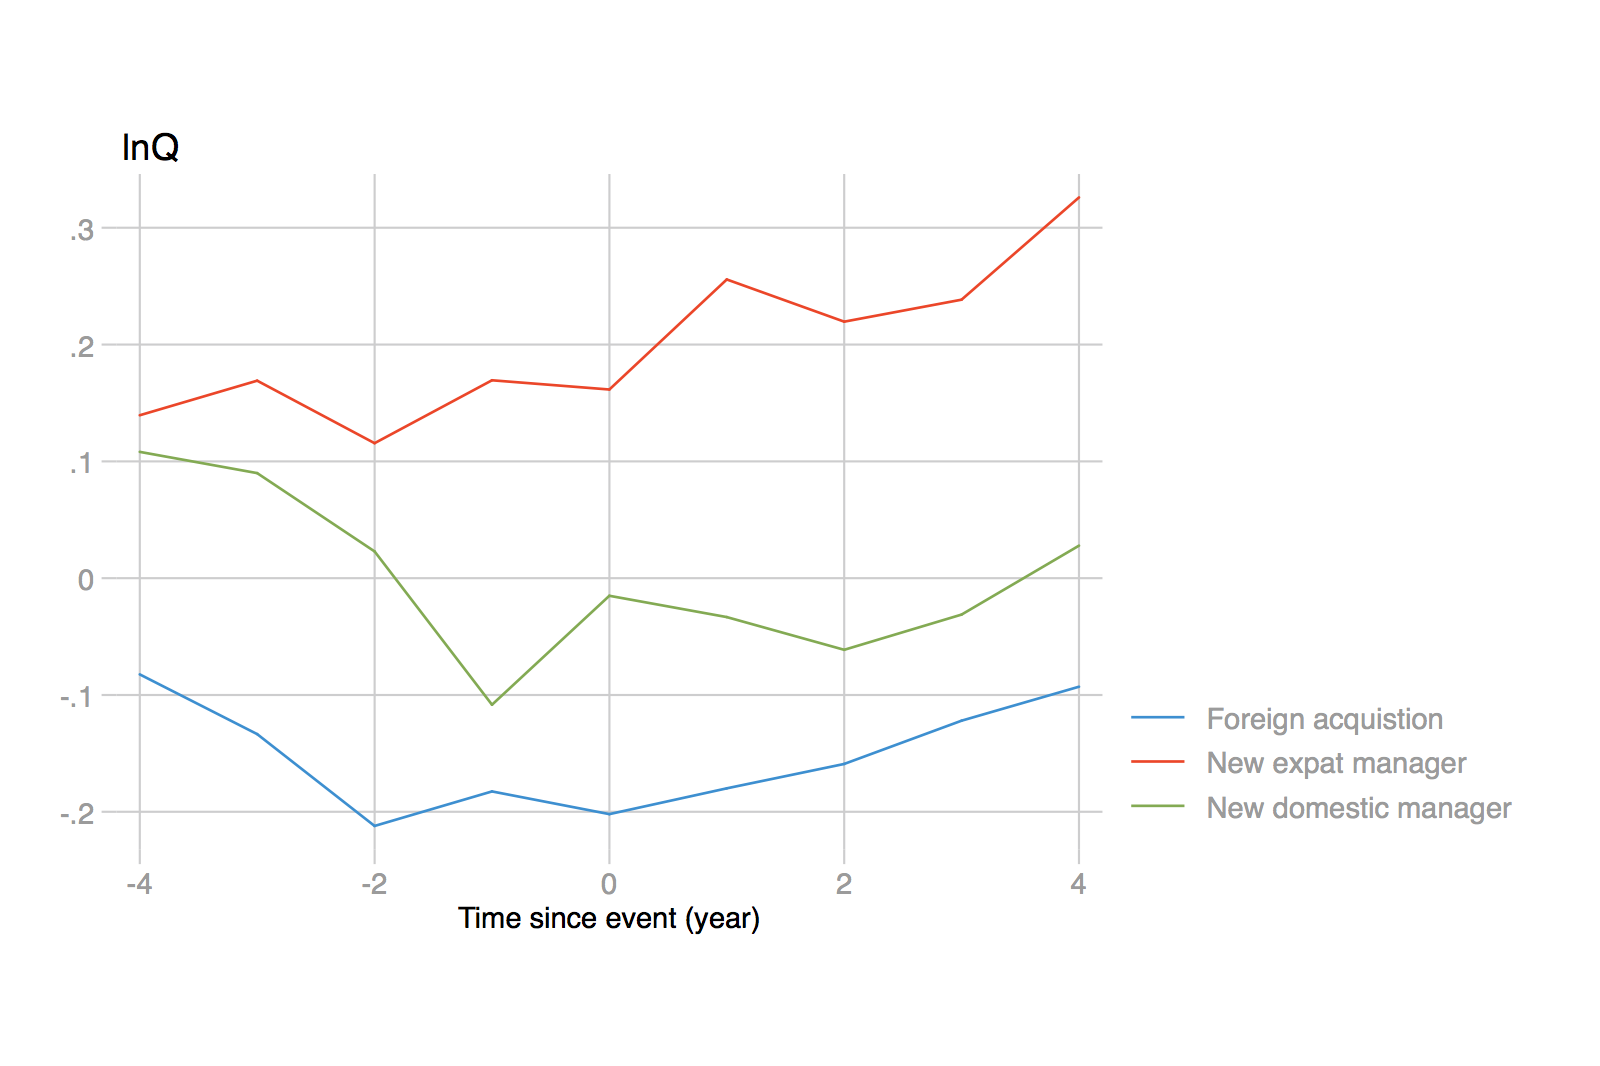 lnQ
.3
.2
.1
0
-.1
-.2
-4 -2 0 2 4
Time since event (year)
Foreign acquistion
New expat manager
New domestic manager